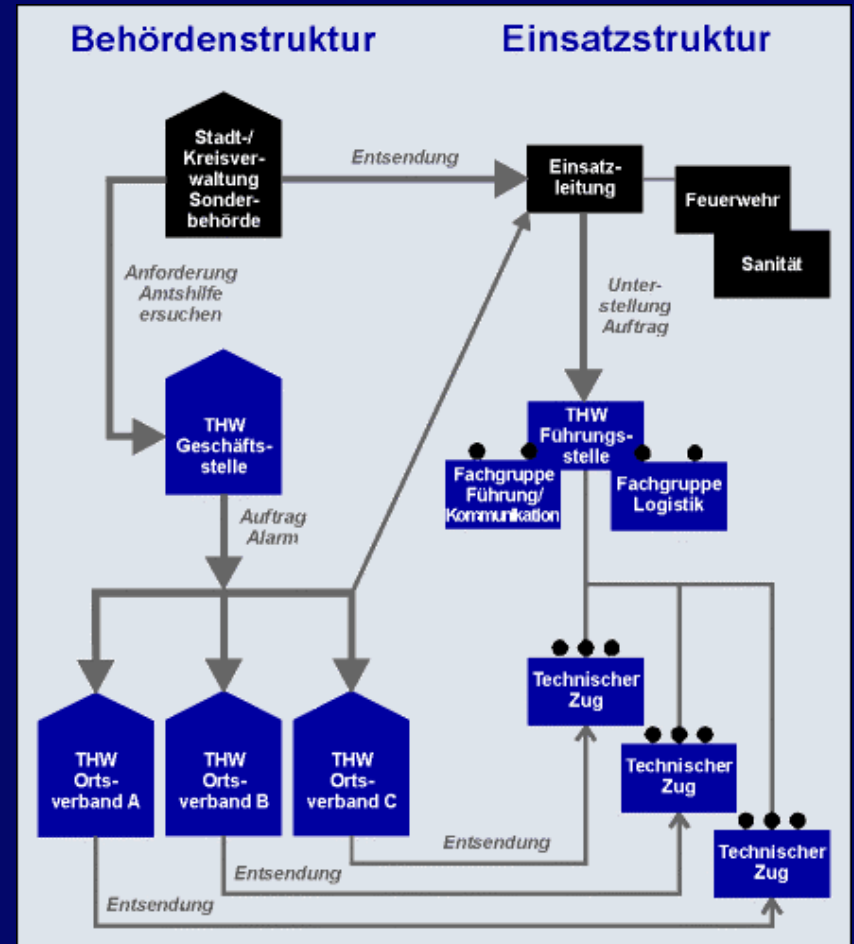 Behördenstruktur
Einsatzstruktur
Stadt-/
Kreisver-
waltung
Sonder-
behörde
Entsendung
Einsatz-
leitung
Feuerwehr
Sanität
Anforderung
Amtshilfe
ersuchen
Unter-
stellung
Auftrag
THW
Geschäfts-
stelle
THW
Führungs-
stelle
Fachgruppe
Führung/
Kommunikation
Fachgruppe
Logistik
Auftrag
Alarm
THW
Orts-
verband A
THW
Orts-
verband B
THW
Orts-
verband C
Technischer
Zug
Technischer
Zug
Technischer
Zug
Entsendung
Entsendung
Entsendung